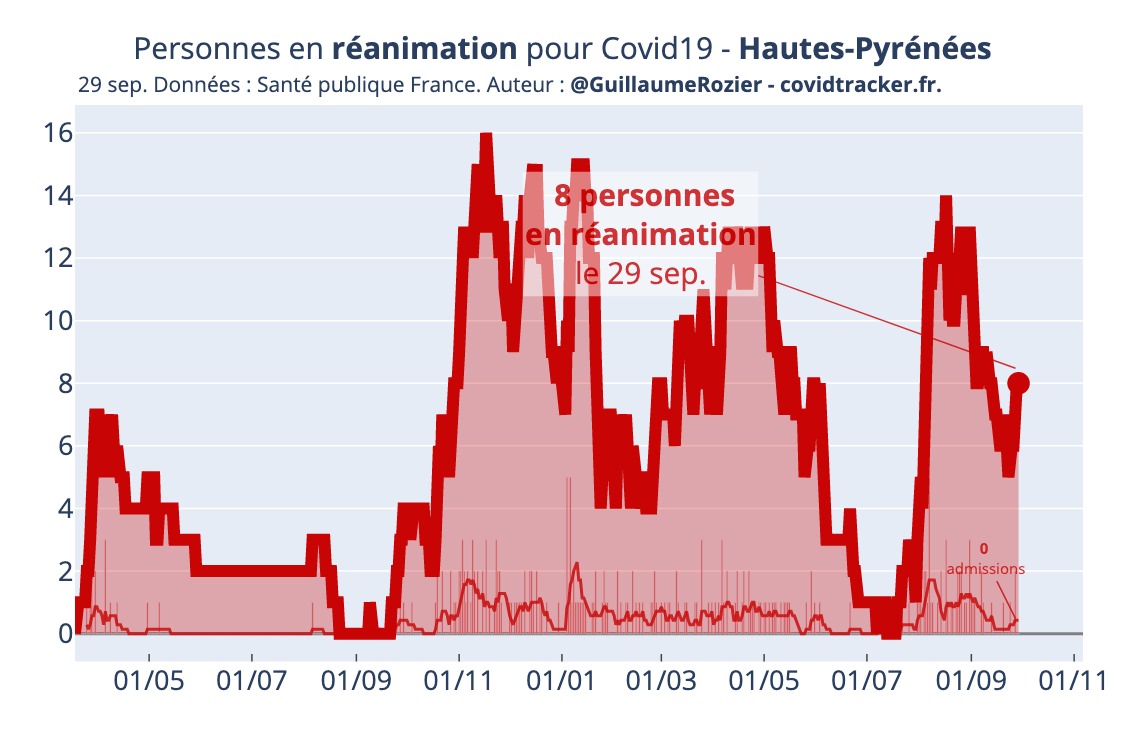 Personnes en réanimation pour Covid19 - Hautes-Pyrénées
29 sep. Données : Santé publique France. Auteur : @GuillaumeRozier - covidtracker.fr.
16
14
12
10
8
6
4
2
0
8 personnes
en réanimation
le 29 sep.
0
admissions
01/05 01/07 01/09 01/11 01/01 01/03 01/05 01/07 01/09 01/11